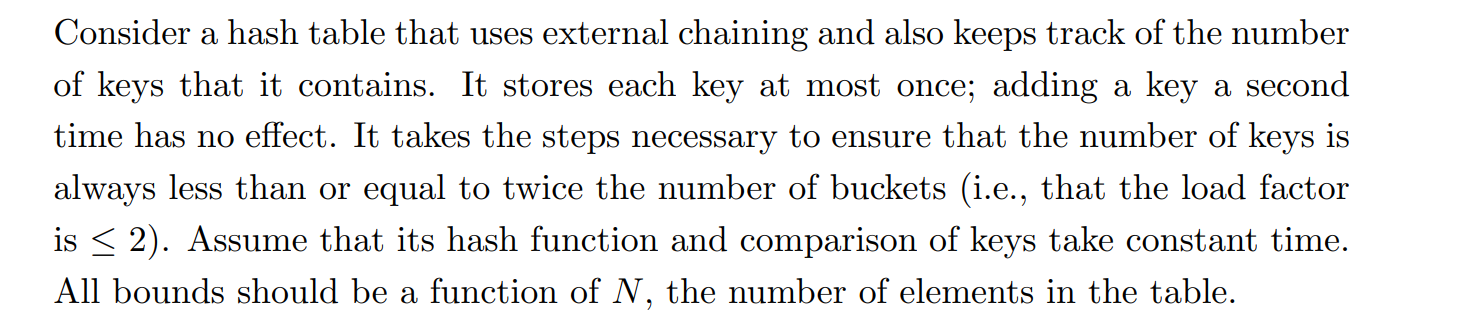 Consider a hash table that uses external chaining and also keeps track of the number
of keys that it contains. It stores each key at most once; adding a key a second
time has no effect. It takes the steps necessary to ensure that the number of keys is
always less than or equal to twice the number of buckets (i.e., that the load factor
is ≤ 2). Assume that its hash function and comparison of keys take constant time.
All bounds should be a function of N, the number of elements in the table.